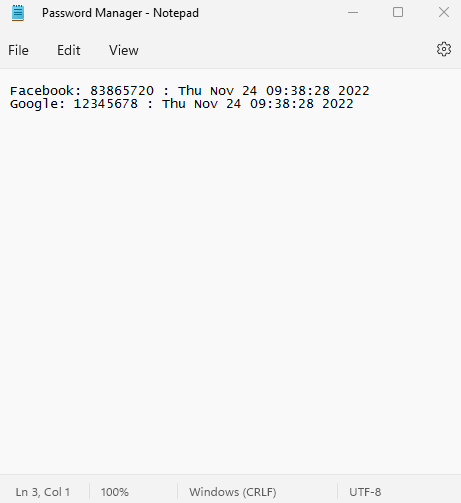 Password Manager - Notepad
File Edit View
Facebook: 83865720 : Thu Nov 24 09:38:28 2022
Google: 12345678 : Thu Nov 24 09:38:28 2022
Ln 3, Col 1 100% Windows (CRLF) UTF-8